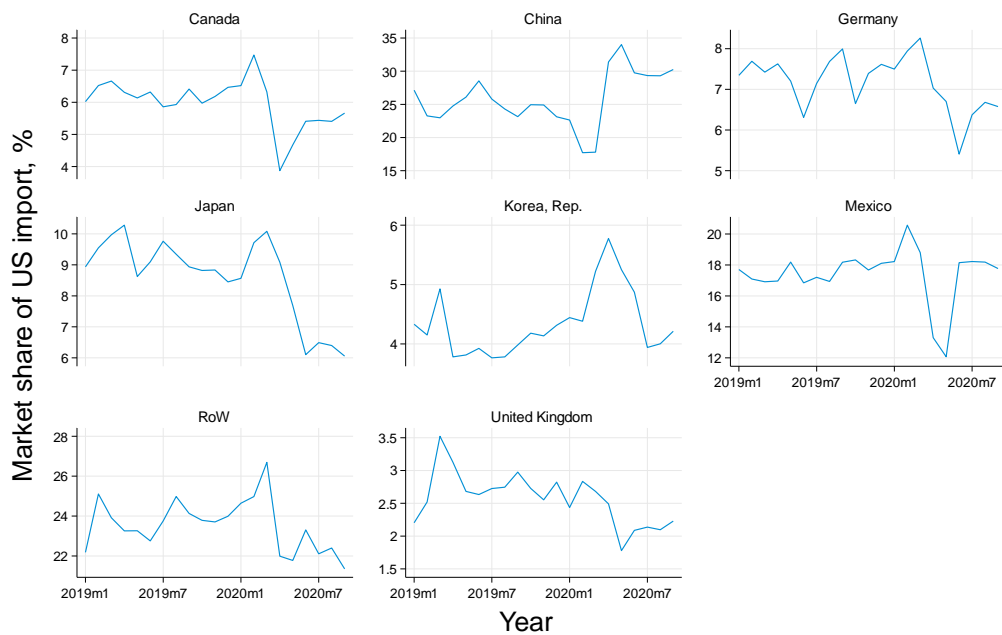 Market share of US import, %
Canada
8
7
6
5
4
China
35
30
25
20
15
Germany
8
7
6
5
Japan
10
9
8
7
6
Korea, Rep.
6
5
4
Mexico
20
18
16
14
12
2019m1 2019m7 2020m1 2020m7
RoW
28
26
24
22
2019m1 2019m7 2020m1 2020m7
United Kingdom
3.5
3
2.5
2
1.5
2019m1 2019m7 2020m1 2020m7
Year